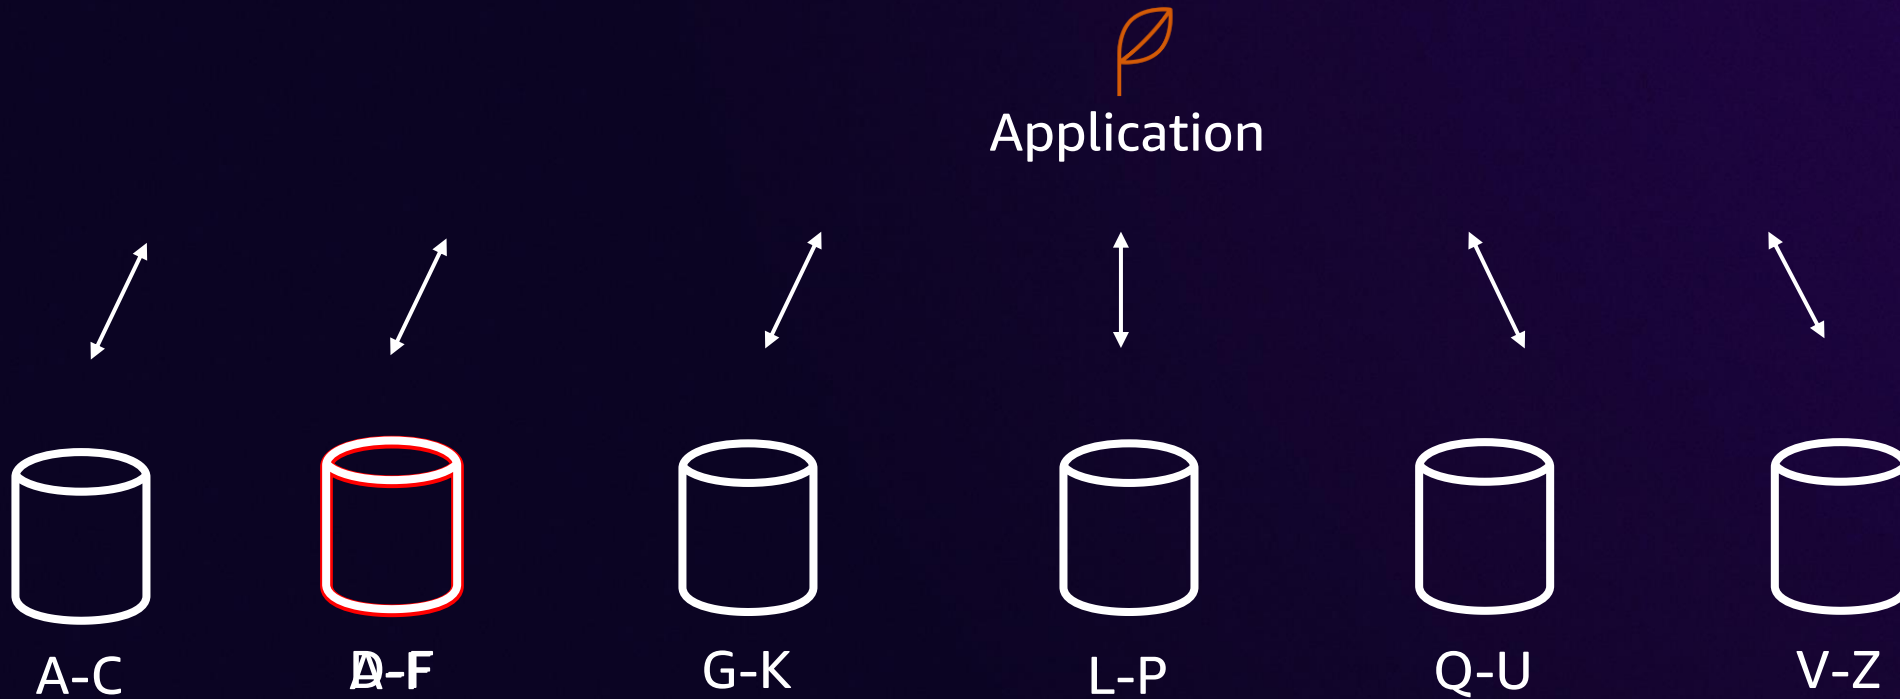 Application
A-C
D-F
G-K
L-P
Q-U
V-Z